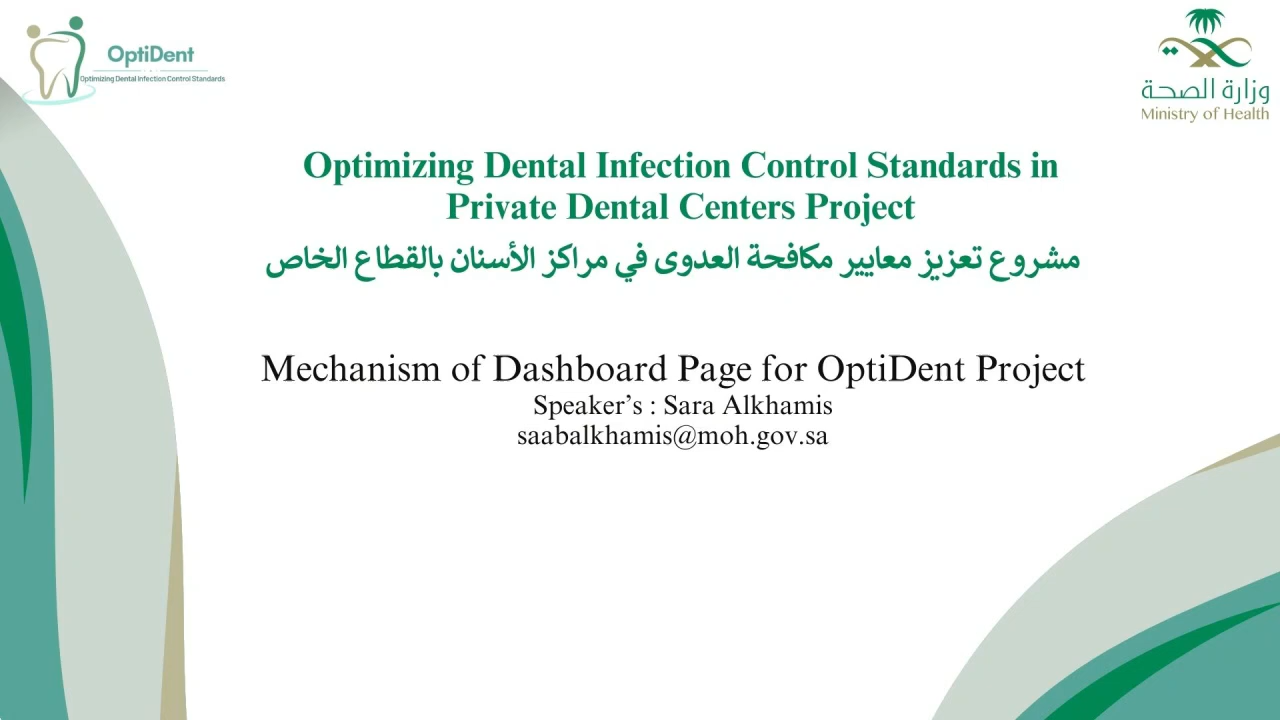 OptiDent
Optimizing Dental Infection Control Standards
وزارة الصحة
Ministry of Health
Optimizing Dental Infection Control Standards in
Private Dental Centers Project
مشروع تعزيز معايير مكافحة العدوى في مراكز الأسنان بالقطاع الخاص
Mechanism of Dashboard Page for OptiDent Project
Speaker’s : Sara Alkhamis
saabalkhamis@moh.gov.sa